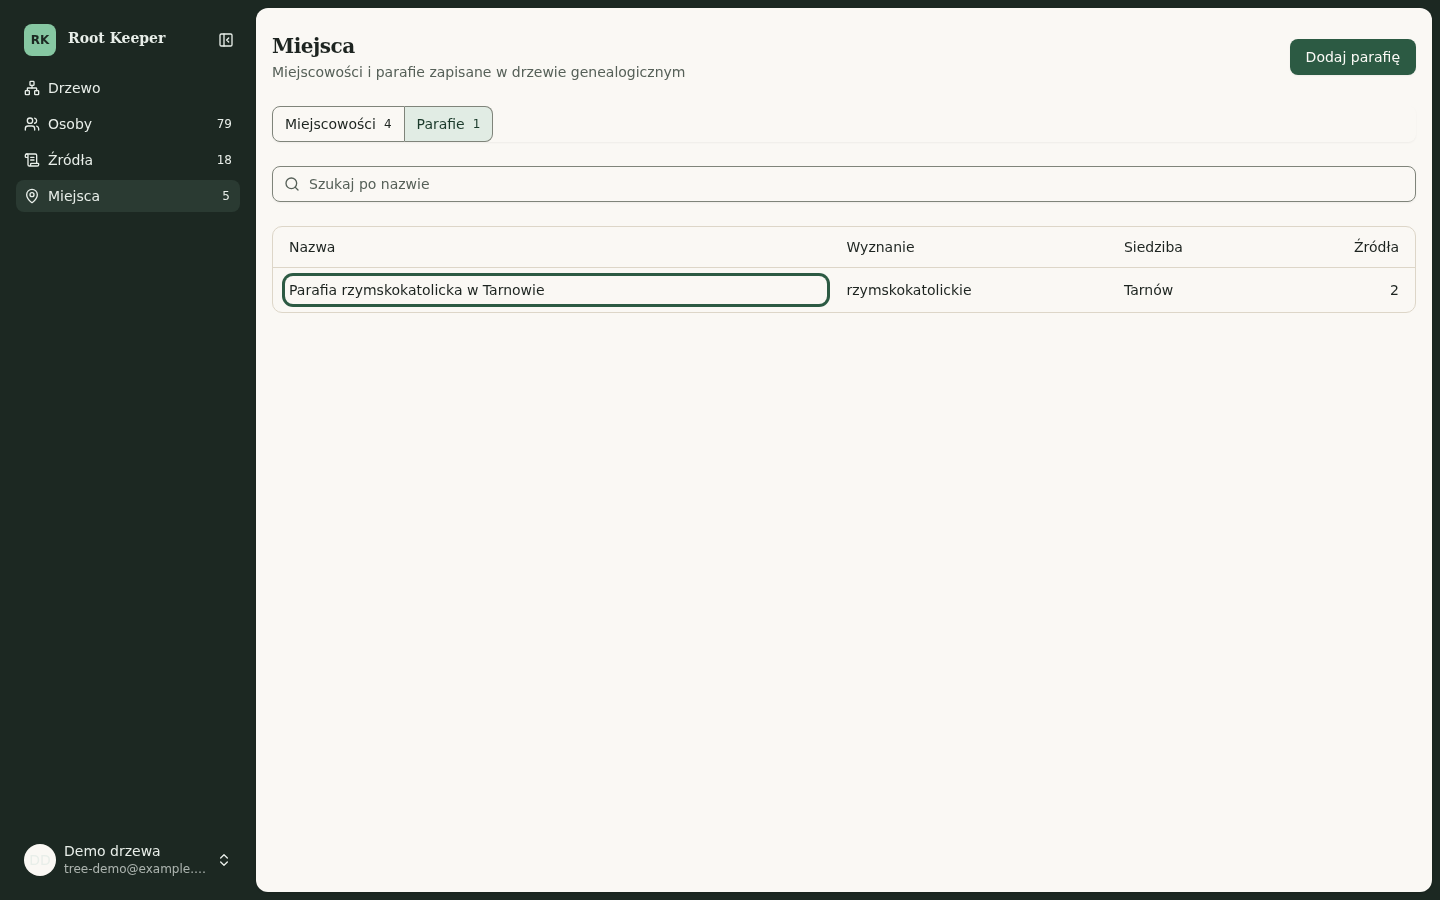 RK
Root Keeper
Drzewo
Osoby 79
Źródła 18
Miejsca 5
Demo drzewa
tree-demo@example....
Miejsca
Miejscowości i parafie zapisane w drzewie genealogicznym
Dodaj parafię
Miejscowości 4 Parafie 1
Szukaj po nazwie
Nazwa Wyznanie Siedziba Źródła
Parafia rzymskokatolicka w Tarnowie rzymskokatolickie Tarnów 2